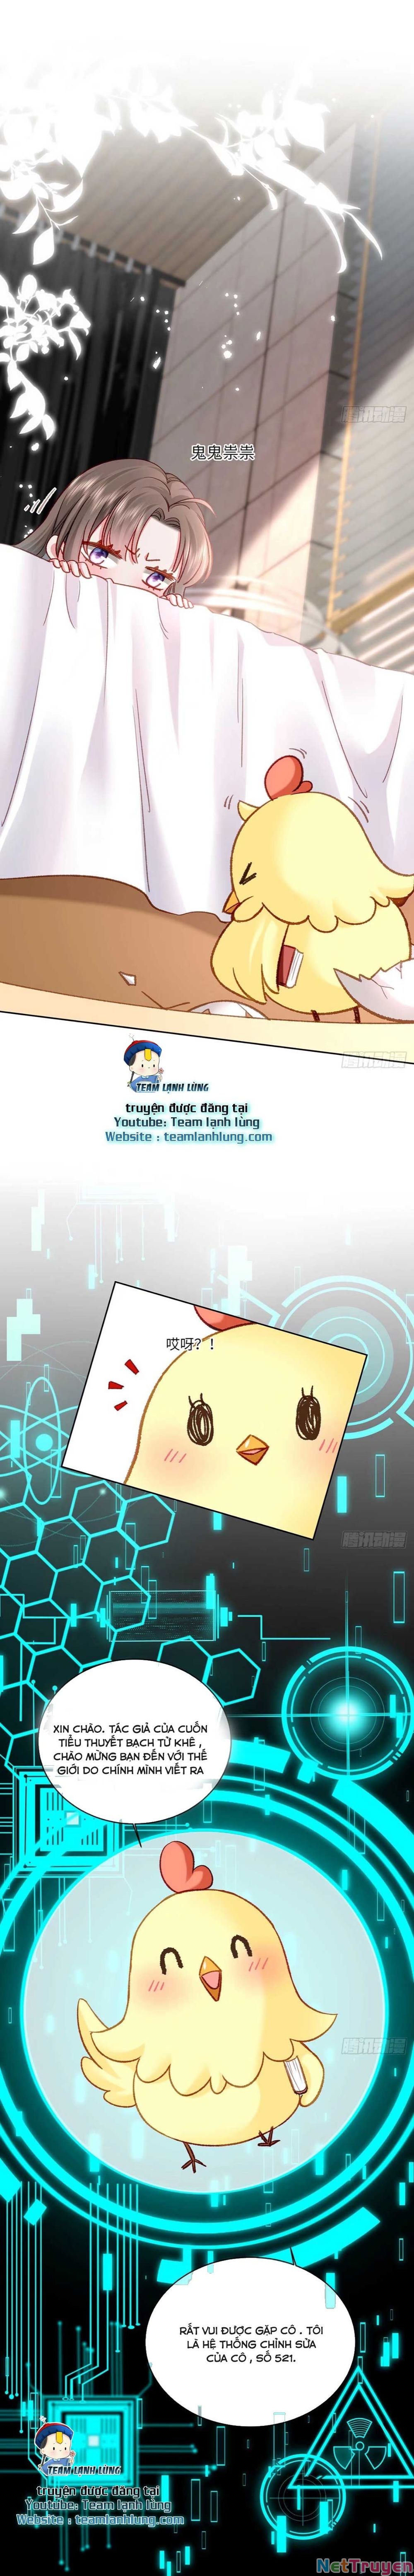 腾讯动漫
鬼鬼祟祟
TEAM LẠNH LÙNG
truyện được đăng tại
Youtube: Team lạnh lùng
Website : teamlanhlung.com
腾讯动漫
哎呀？！
腾讯动漫
XIN CHÀO. TÁC GIẢ CỦA CUỐN
TIỂU THUYẾT BẠCH TỬ KHÊ ,
CHÀO MỪNG BẠN ĐẾN VỚI THẾ
GIỚI DO CHÍNH MÌNH VIẾT RA
腾讯动漫
RẤT VUI ĐƯỢC GẶP CÔ . TÔI
LÀ HỆ THỐNG CHỈNH SỬA
CỦA CÔ , SỐ 521.
TEAM LẠNH LÙNG
truyện được đăng tại
Youtube: Team lạnh lùng
Website : teamlanhlung.com
NetTruyen